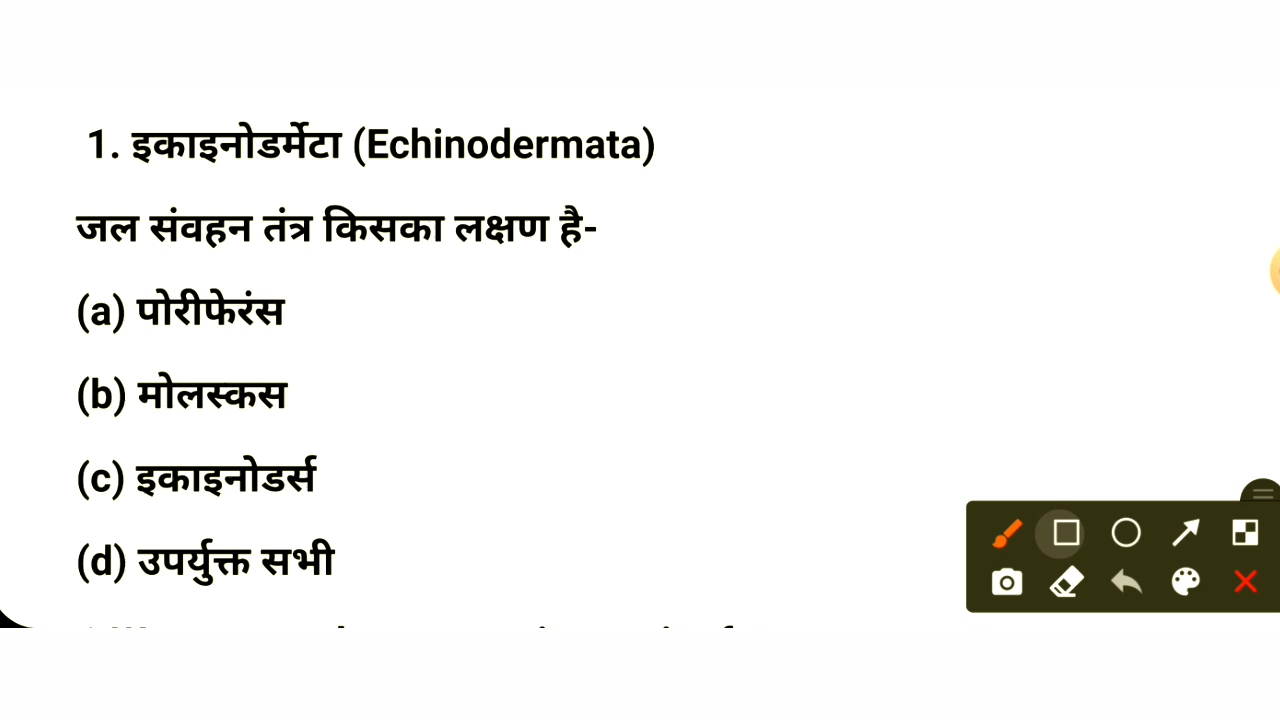 1. इकाइनोडर्मेटा (Echinodermata)
जल संवहन तंत्र किसका लक्षण है-
(a) पोरीफेरंस
(b) मोलस्कस
(c) इकाइनोडर्स
(d) उपर्युक्त सभी